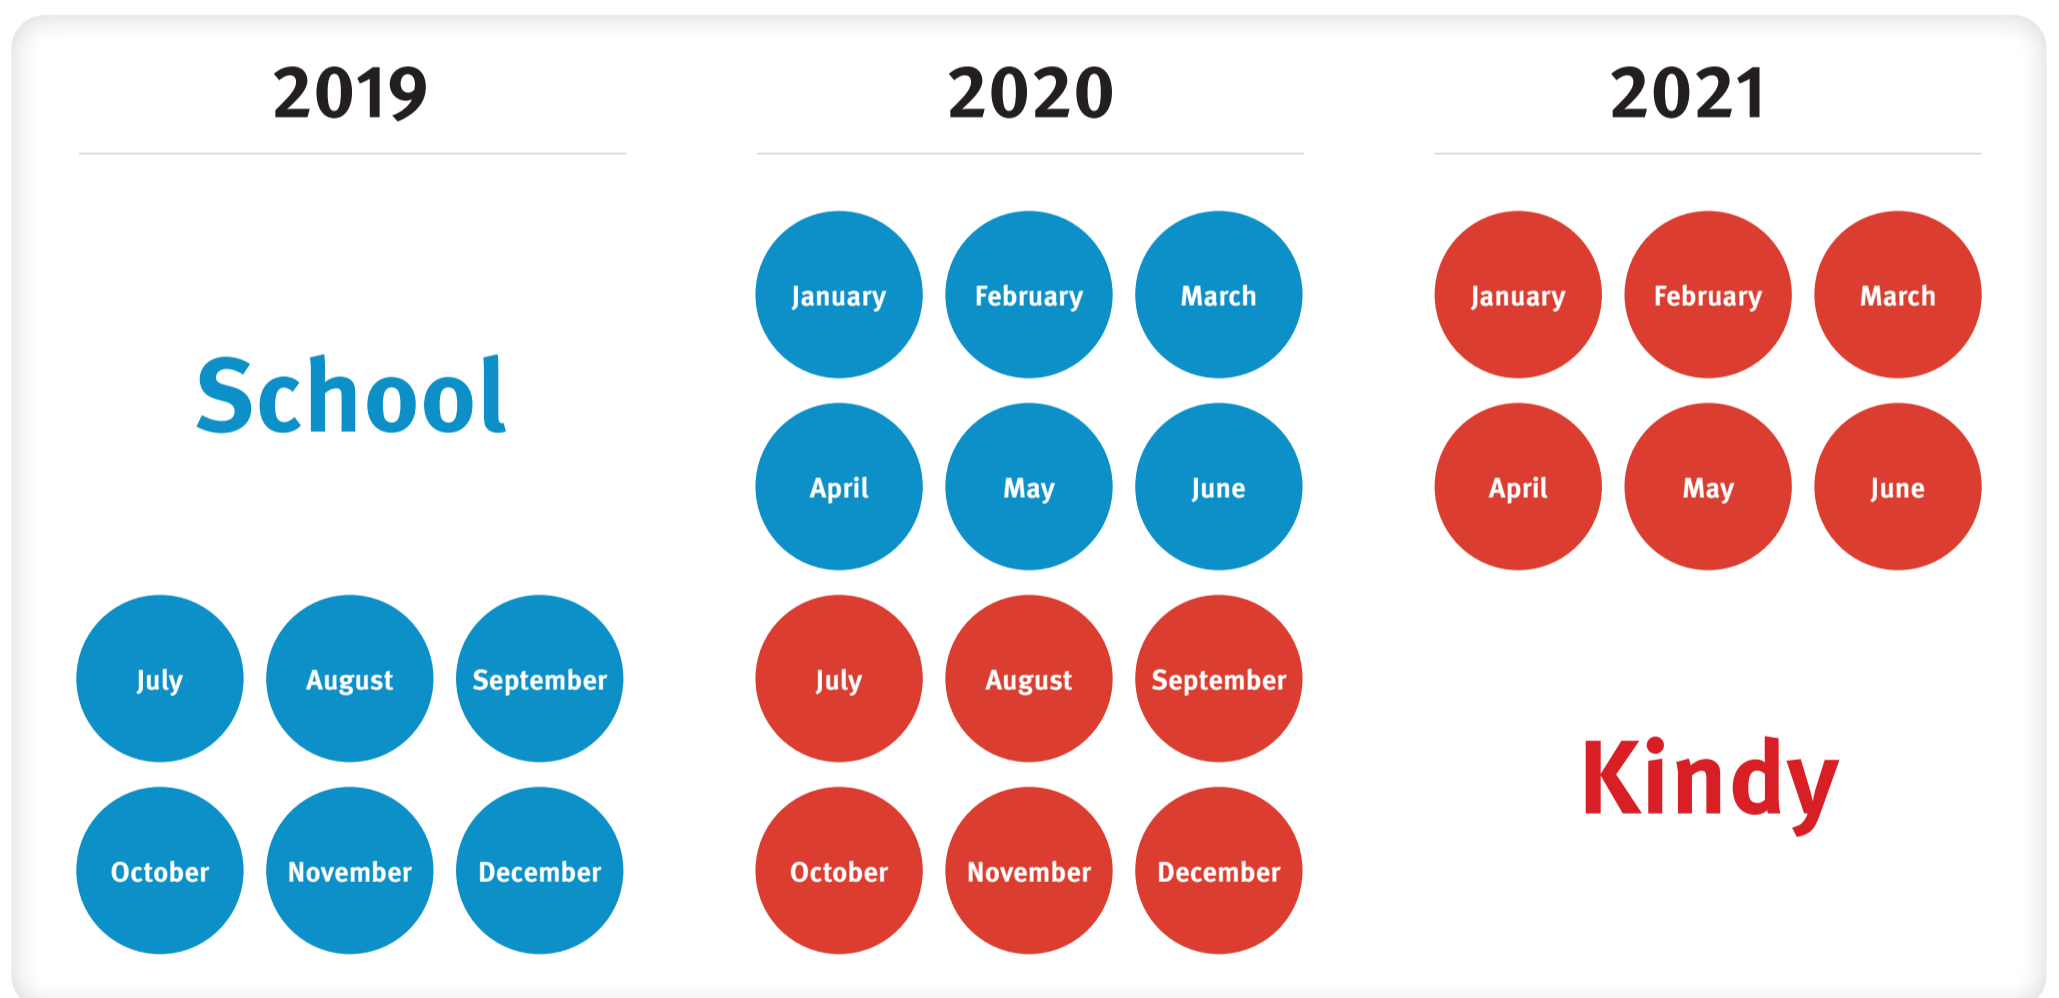 2019
School
July August September
October November December
2020
January February March
April May June
July August September
October November December
2021
January February March
April May June
Kindy